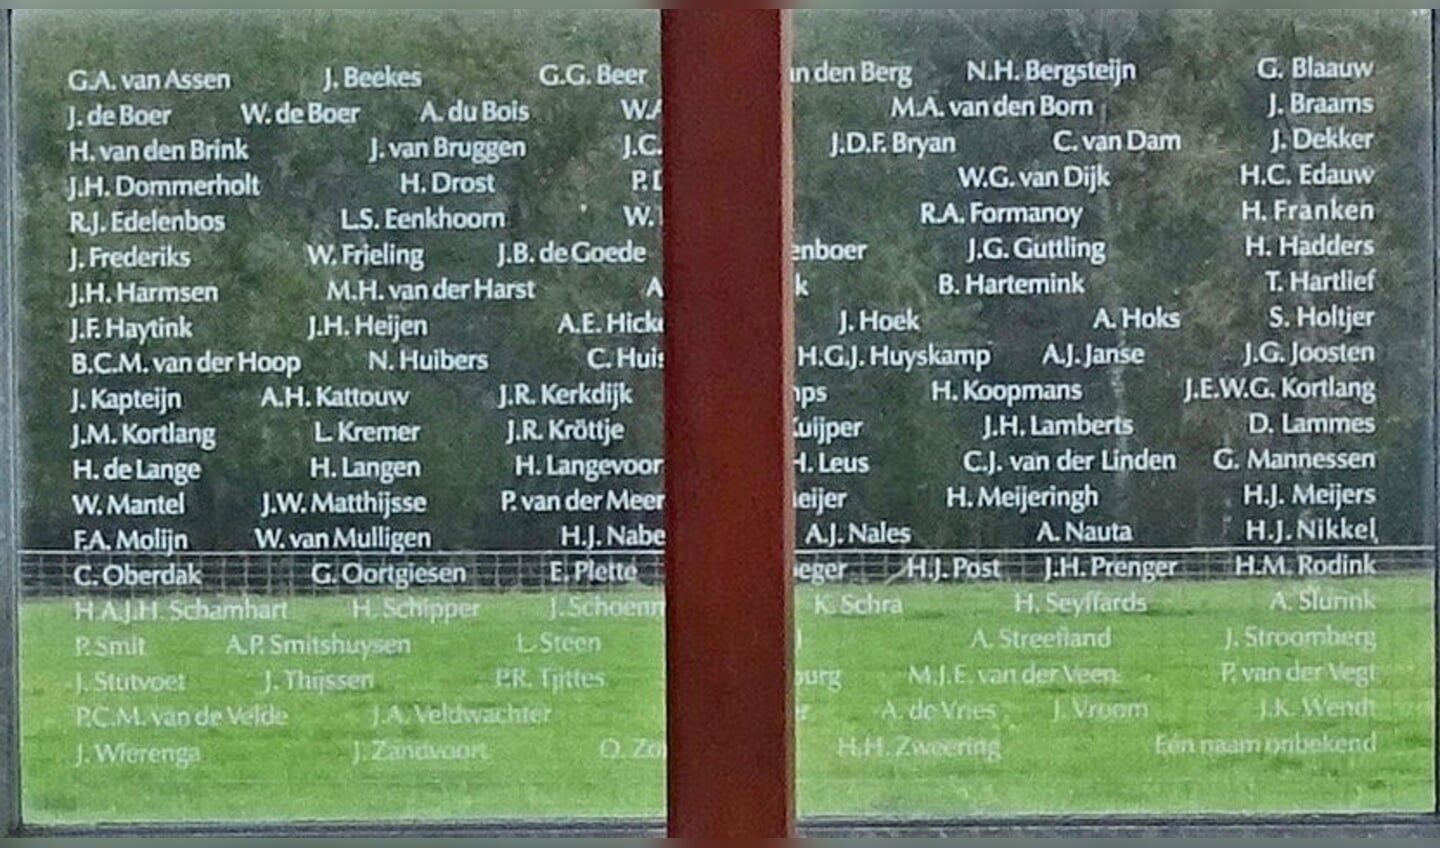 G.A. van Assen J. Beekes G.G. Beer den Berg N.H. Bergsteijn G. Blaauw
J. de Boer W. de Boer A. du Bois M.A. van den Born J. Braams
H. van den Brink J. van Bruggen J.C. J.D.F. Bryan C. van Dam J. Dekker
J.H. Dommerholt H. Drost W.G. van Dijk H.C. Edauw
R.J. Edelenbos L.S. Eenkhoorn W. R.A. Formanoy H. Franken
J. Frederiks W. Frieling J.B. de Goede J.G. Guttling H. Hadders
J.H. Harmsen M.H. van der Harst B. Hartemink T. Hartlief
J.F. Haytink J.H. Heijen A.E. J. Hoek A. Hoks S. Holtjer
B.C.M. van der Hoop N. Huibers C. H.G.J. Huyskamp A.J. Janse J.G. Joosten
J. Kapteijn A.H. Kattouw J.R. Kerkdijk H. Koopmans J.E.W.G. Kortlang
J.M. Kortlang L. Kremer J.R. Kröttje J.H. Lamberts D. Lammes
H. de Lange H. Langen H. Leus C.J. van der Linden G. Mannessen
W. Mantel J.W. Matthijsse P. van der Meer H. Meijeringh H.J. Meijers
F.A. Molijn W. van Mulligen H.J. A.J. Nales A. Nauta H.J. Nikkel
C. Oberdak G. Oortgiesen E. Plette H.J. Post J.H. Prenger H.M. Rodink
H.A.J.H. Schamhart H. Schipper J. K. Schra H. Seyffards A. Slurink
P. Smit A.P. Smitshuysen L. Steen A. Streefland J. Stroomberg
J. Stutvoet J. Thijssen P.R. Tjittes M.J.E. van der Veen P. van der Vegt
P.C.M. van de Velde J.A. Veldwachter A. de Vries J. Vroom J.K. Wendt
J. Wierenga J. Zandvoort O. H.H. Zweering Eén naam onbekend